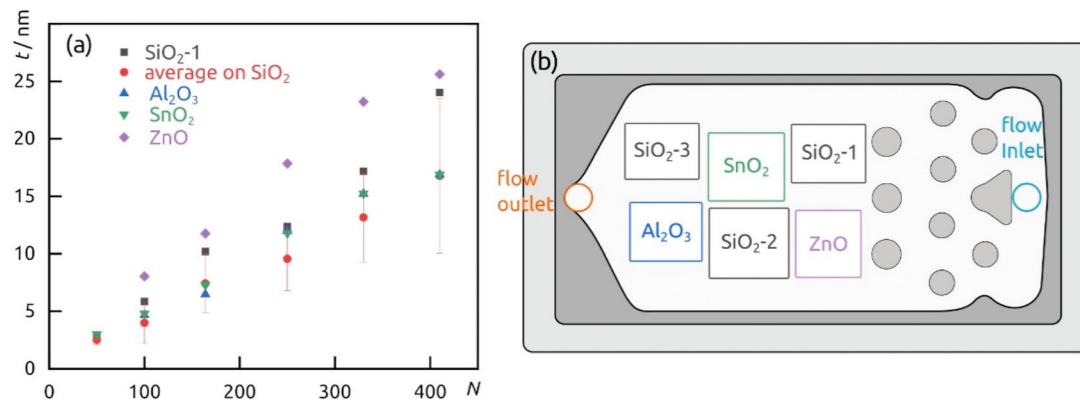 (a)
t / nm
SiO₂-1
average on SiO₂
Al₂O₃
SnO₂
ZnO
25
20
15
10
5
0
0
100
200
300
400
N
(b)
flow
Inlet
SiO₂-3
SnO₂
SiO₂-1
flow
outlet
Al₂O₃
SiO₂-2
ZnO